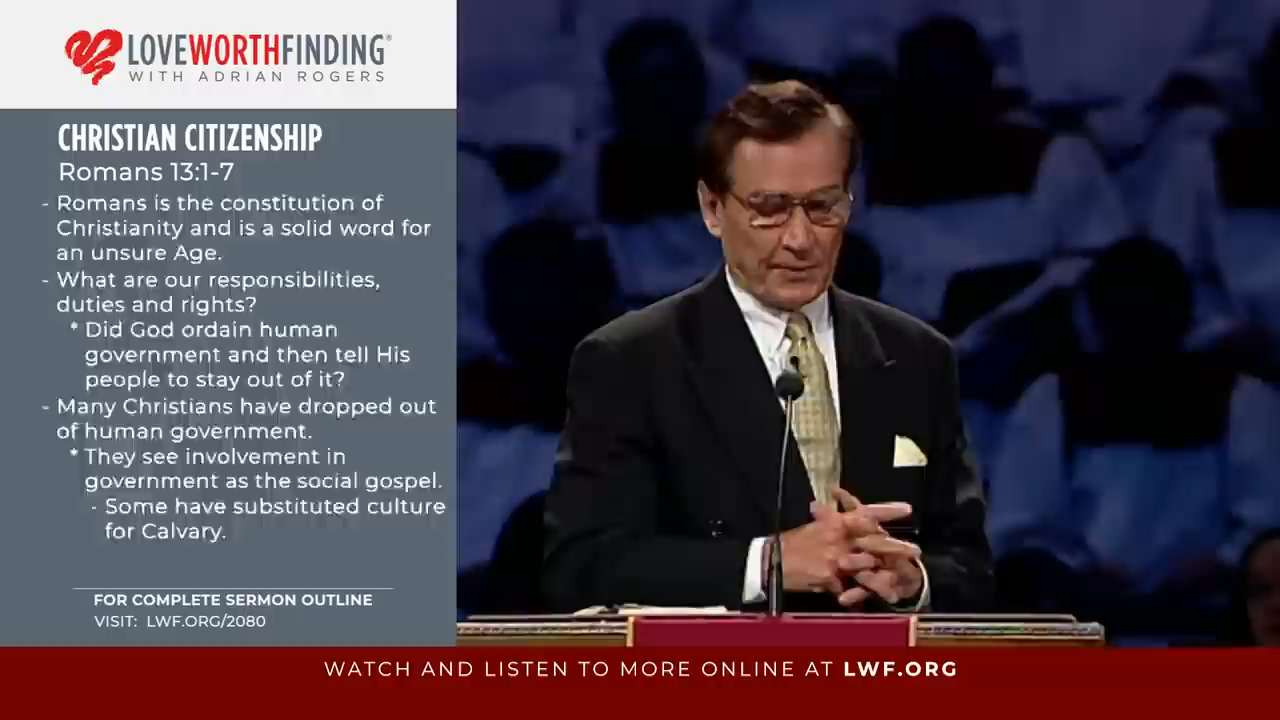 LOVEWORTHFINDING®
WITH ADRIAN ROGERS
CHRISTIAN CITIZENSHIP
Romans 13:1-7
- Romans is the constitution of
Christianity and is a solid word for
an unsure Age.
- What are our responsibilities,
duties and rights?
* Did God ordain human
government and then tell His
people to stay out of it?
- Many Christians have dropped out
of human government.
* They see involvement in
government as the social gospel.
- Some have substituted culture
for Calvary.
FOR COMPLETE SERMON OUTLINE
VISIT: LWF.ORG/2080
WATCH AND LISTEN TO MORE ONLINE AT LWF.ORG